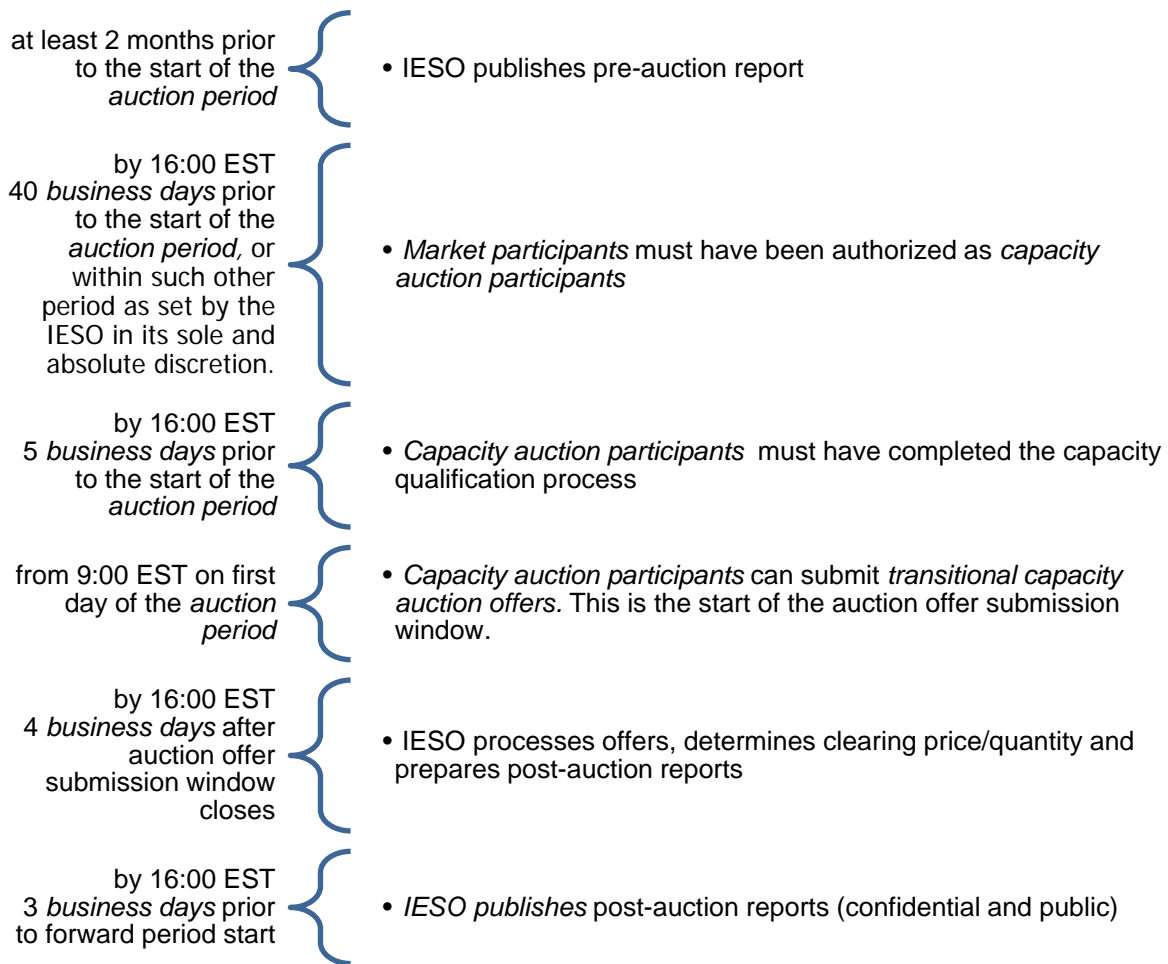 at least 2 months prior
to the start of the
auction period
• IESO publishes pre-auction report
by 16:00 EST
40 business days prior
to the start of the
auction period, or
within such other
period as set by the
IESO in its sole and
absolute discretion.
• Market participants must have been authorized as capacity
auction participants
by 16:00 EST
5 business days prior
to the start of the
auction period
• Capacity auction participants must have completed the capacity
qualification process
from 9:00 EST on first
day of the auction
period
• Capacity auction participants can submit transitional capacity
auction offers. This is the start of the auction offer submission
window.
by 16:00 EST
4 business days after
auction offer
submission window
closes
• IESO processes offers, determines clearing price/quantity and
prepares post-auction reports
by 16:00 EST
3 business days prior
to forward period start
• IESO publishes post-auction reports (confidential and public)